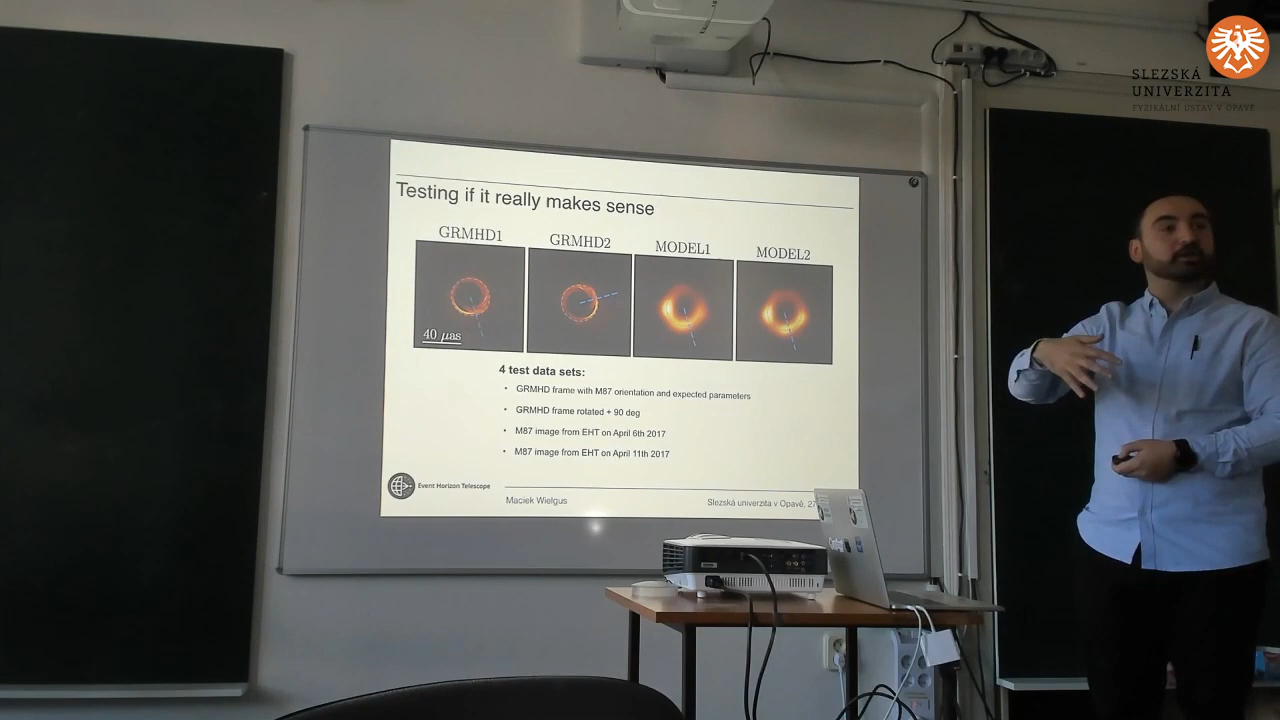 SLEZSKÁ
UNIVERZITA
FYZIKÁLNÍ ÚSTAV V OPAVĚ
Testing if it really makes sense
GRMHD1
GRMHD2
MODEL1
MODEL2
40 μas
4 test data sets:
• GRMHD frame with M87 orientation and expected parameters
• GRMHD frame rotated + 90 deg
• M87 image from EHT on April 6th 2017
• M87 image from EHT on April 11th 2017
Event Horizon Telescope
Maciek Wielgus
Slezská univerzita v Opavě, 27